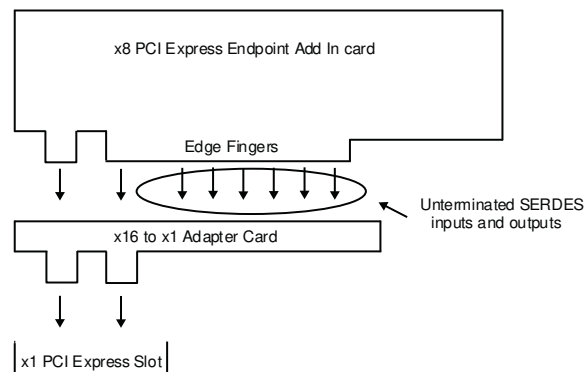 x8 PCI Express Endpoint Add In card
Edge Fingers
Unterminated SERDES
inputs and outputs
x16 to x1 Adapter Card
x1 PCI Express Slot